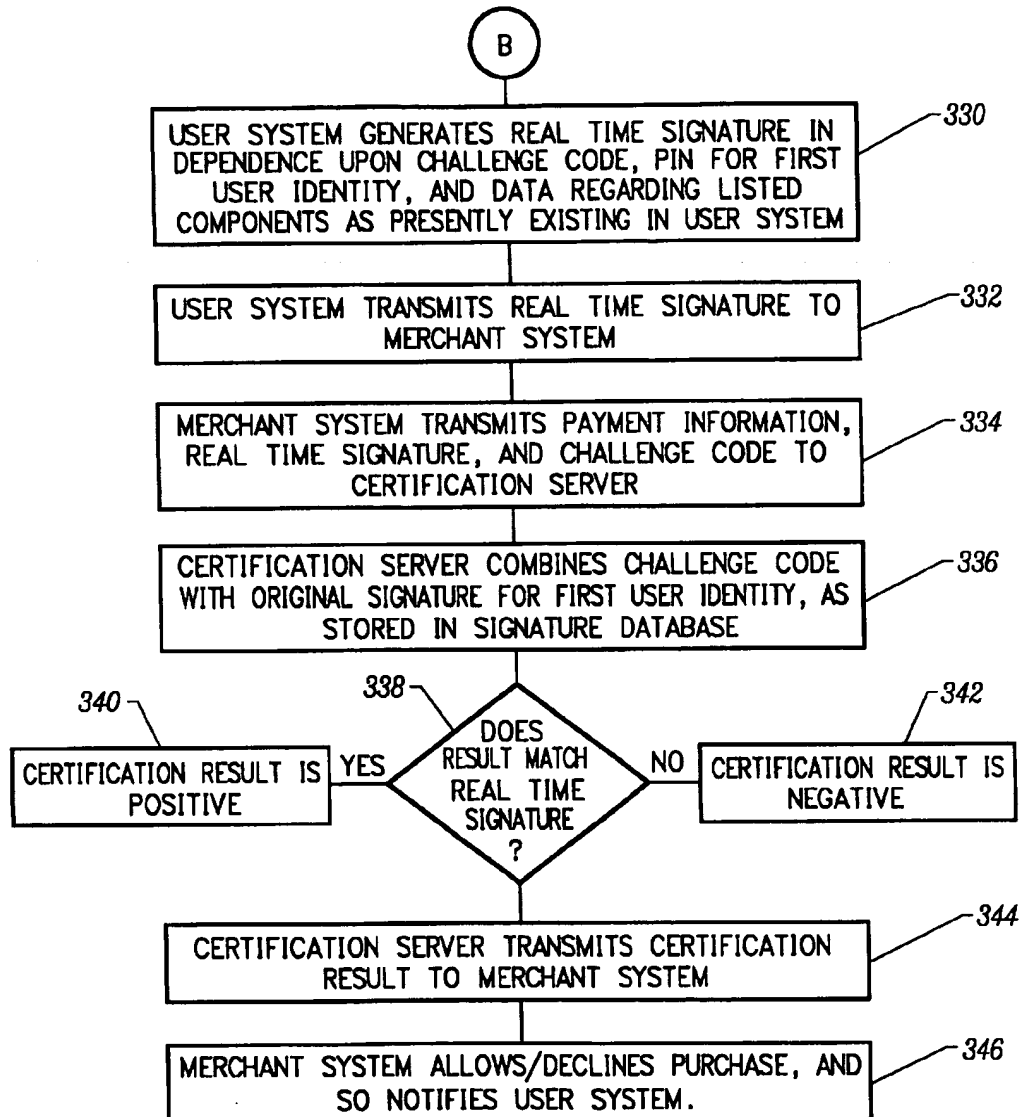 B
330
USER SYSTEM GENERATES REAL TIME SIGNATURE IN
DEPENDENCE UPON CHALLENGE CODE, PIN FOR FIRST
USER IDENTITY, AND DATA REGARDING LISTED
COMPONENTS AS PRESENTLY EXISTING IN USER SYSTEM
332
USER SYSTEM TRANSMITS REAL TIME SIGNATURE TO
MERCHANT SYSTEM
334
MERCHANT SYSTEM TRANSMITS PAYMENT INFORMATION,
REAL TIME SIGNATURE, AND CHALLENGE CODE TO
CERTIFICATION SERVER
336
CERTIFICATION SERVER COMBINES CHALLENGE CODE
WITH ORIGINAL SIGNATURE FOR FIRST USER IDENTITY, AS
STORED IN SIGNATURE DATABASE
340
338
342
CERTIFICATION RESULT IS
POSITIVE
YES
DOES
RESULT MATCH
REAL TIME
SIGNATURE
?
NO
CERTIFICATION RESULT IS
NEGATIVE
344
CERTIFICATION SERVER TRANSMITS CERTIFICATION
RESULT TO MERCHANT SYSTEM
346
MERCHANT SYSTEM ALLOWS/DECLINES PURCHASE, AND
SO NOTIFIES USER SYSTEM.